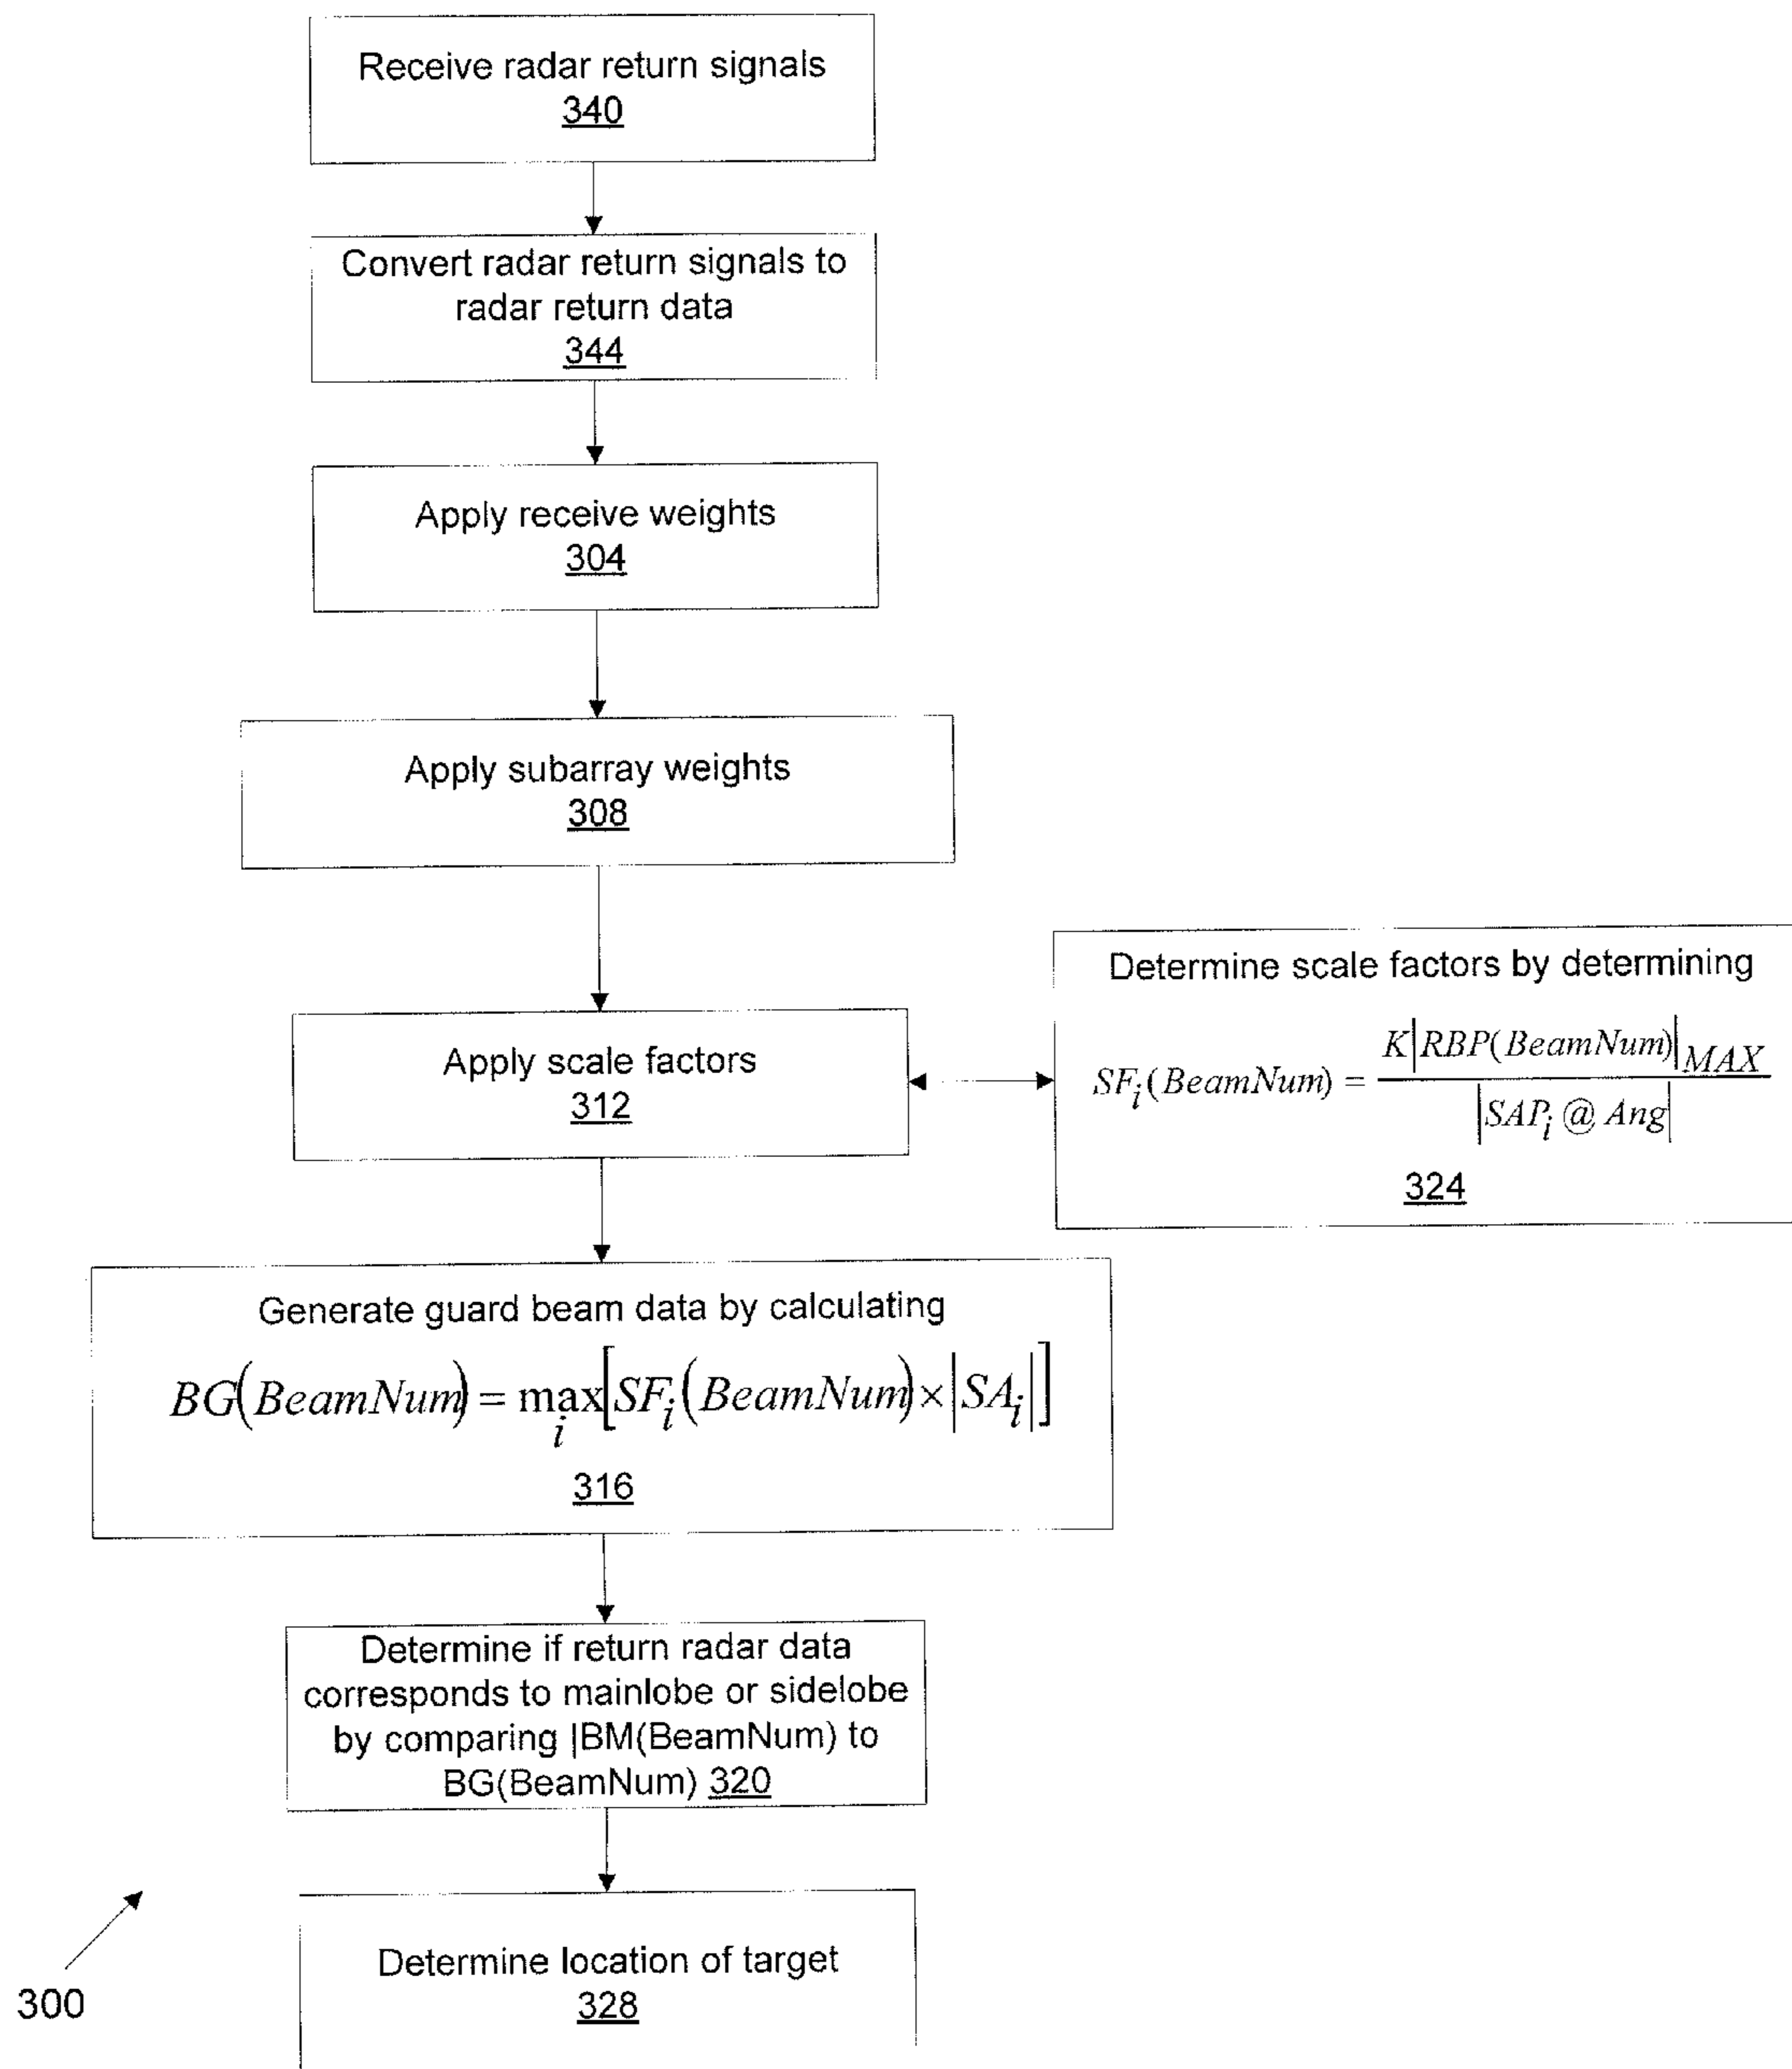 Receive radar return signals
340
Convert radar return signals to
radar return data
344
Apply receive weights
304
Apply subarray weights
308
Apply scale factors
312
Determine scale factors by determining
SF_i(BeamNum) = K|RBP(BeamNum)|_MAX / |SAP_i @ Ang|
324
Generate guard beam data by calculating
BG(BeamNum) = max_i[SF_i(BeamNum)×|SA_i|]
316
Determine if return radar data
corresponds to mainlobe or sidelobe
by comparing |BM(BeamNum) to
BG(BeamNum) 320
Determine location of target
328
300